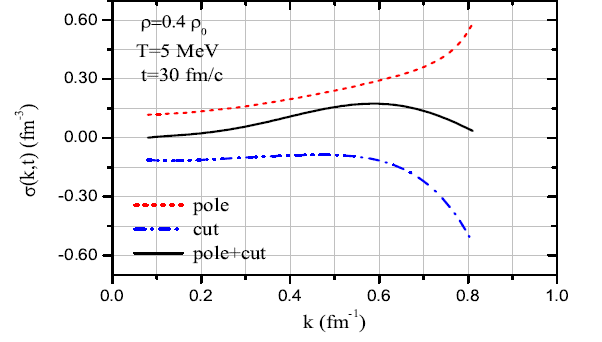 0.60
0.30
0.00
-0.30
-0.60
σ(k,t) (fm⁻³)
ρ=0.4 ρ₀
T=5 MeV
t=30 fm/c
pole
cut
pole+cut
0.0 0.2 0.4 0.6 0.8 1.0
k (fm⁻¹)